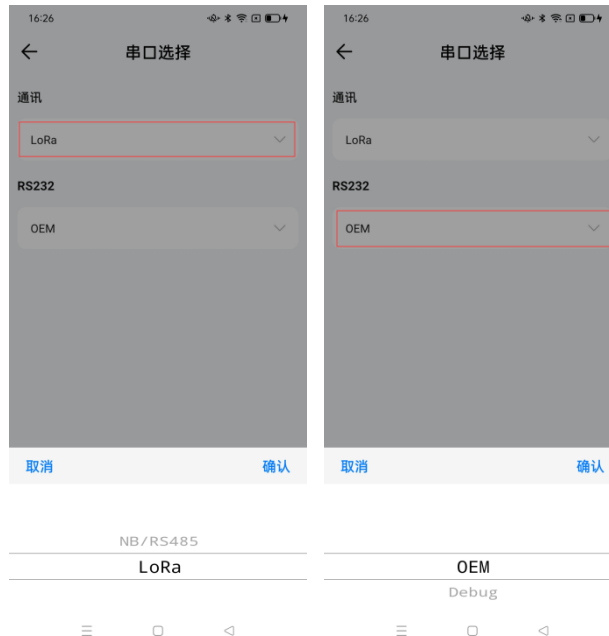 16:26
串口选择
通讯
LoRa
RS232
OEM
取消 确认
NB/RS485
LoRa
16:26
串口选择
通讯
LoRa
RS232
OEM
取消 确认
OEM
Debug